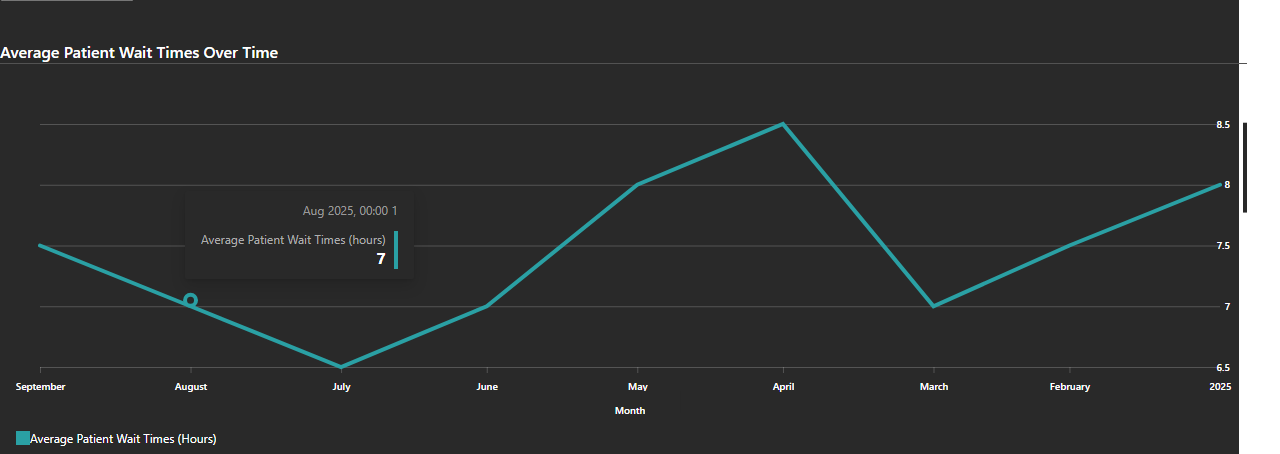 Average Patient Wait Times Over Time
8.5
8
7.5
7
6.5
Aug 2025, 00:00 1
Average Patient Wait Times (hours)
7
September August July June May April March February 2025
Month
Average Patient Wait Times (Hours)